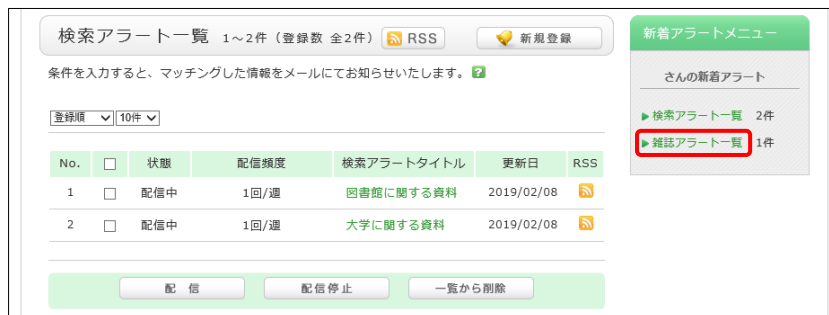 検索アラート一覧 1～2件（登録数 全2件） RSS 新規登録
条件を入力すると、マッチングした情報をメールにてお知らせいたします。 ?
登録順 10件
No. 状態 配信頻度 検索アラートタイトル 更新日 RSS
1 配信中 1回/週 図書館に関する資料 2019/02/08
2 配信中 1回/週 大学に関する資料 2019/02/08
配 信 配信停止 一覧から削除
新着アラートメニュー
さんの新着アラート
検索アラート一覧 2件
雑誌アラート一覧 1件